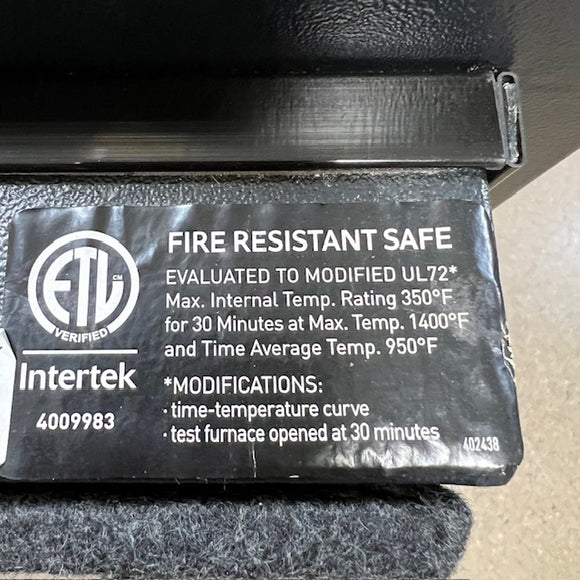 ETL CM
VERIFIED
Intertek
4009983
FIRE RESISTANT SAFE
EVALUATED TO MODIFIED UL72*
Max. Internal Temp. Rating 350°F
for 30 Minutes at Max. Temp. 1400°F
and Time Average Temp. 950°F
*MODIFICATIONS:
· time-temperature curve
· test furnace opened at 30 minutes
402438